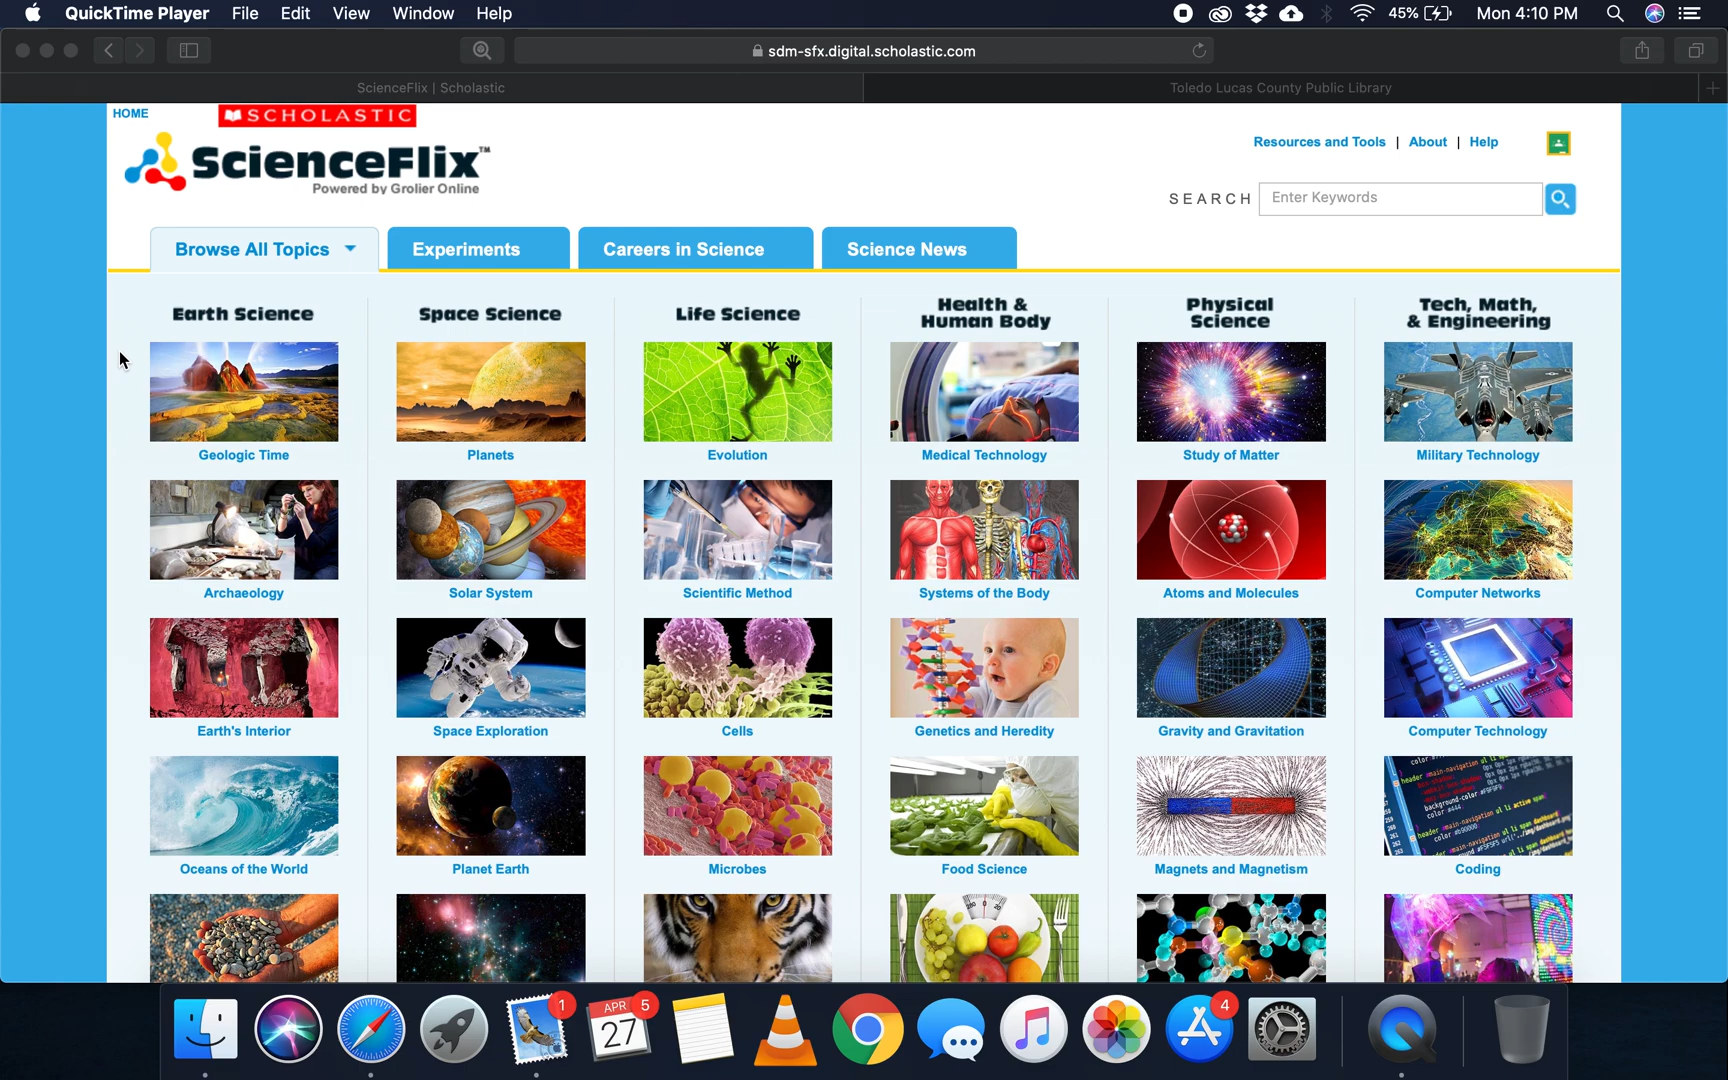 QuickTime Player File Edit View Window Help 45% Mon 4:10 PM
sdm-sfx.digital.scholastic.com
ScienceFlix | Scholastic Toledo Lucas County Public Library
HOME
SCHOLASTIC
ScienceFlix™
Powered by Grolier Online
Resources and Tools | About | Help
SEARCH Enter Keywords
Browse All Topics Experiments Careers in Science Science News
Earth Science Space Science Life Science Health & Human Body Physical Science Tech, Math, & Engineering
Geologic Time Planets Evolution Medical Technology Study of Matter Military Technology
Archaeology Solar System Scientific Method Systems of the Body Atoms and Molecules Computer Networks
Earth's Interior Space Exploration Cells Genetics and Heredity Gravity and Gravitation Computer Technology
Oceans of the World Planet Earth Microbes Food Science Magnets and Magnetism Coding
1 APR 5 4
27